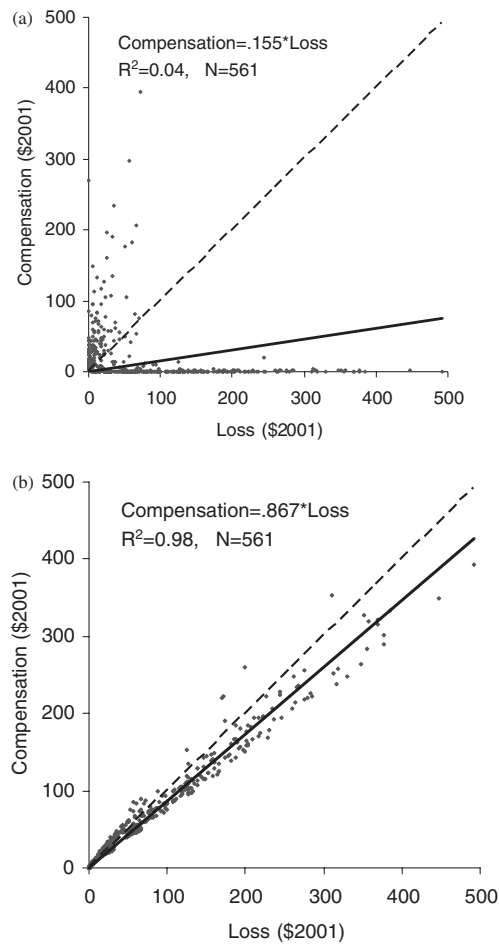 (a)
500
400
300
200
100
0
Compensation ($2001)
Compensation=.155*Loss
R²=0.04, N=561
0 100 200 300 400 500
Loss ($2001)
(b)
500
400
300
200
100
0
Compensation ($2001)
Compensation=.867*Loss
R²=0.98, N=561
0 100 200 300 400 500
Loss ($2001)